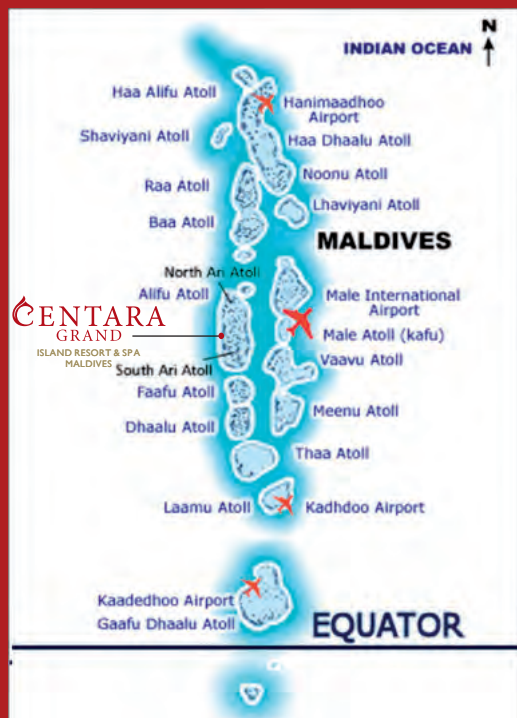 N
INDIAN OCEAN
Haa Alifu Atoll
Hanimaadhoo
Airport
Shaviyani Atoll
Haa Dhaalu Atoll
Noonu Atoll
Raa Atoll
Lhaviyani Atoll
Baa Atoll
MALDIVES
North Ari Atoll
Alifu Atoll
Male International
Airport
CENTARA
GRAND
ISLAND RESORT & SPA
MALDIVES
Male Atoll (kafu)
Vaavu Atoll
South Ari Atoll
Faafu Atoll
Meenu Atoll
Dhaalu Atoll
Thaa Atoll
Laamu Atoll
Kadhdoo Airport
Kaadedhoo Airport
Gaafu Dhaalu Atoll
EQUATOR